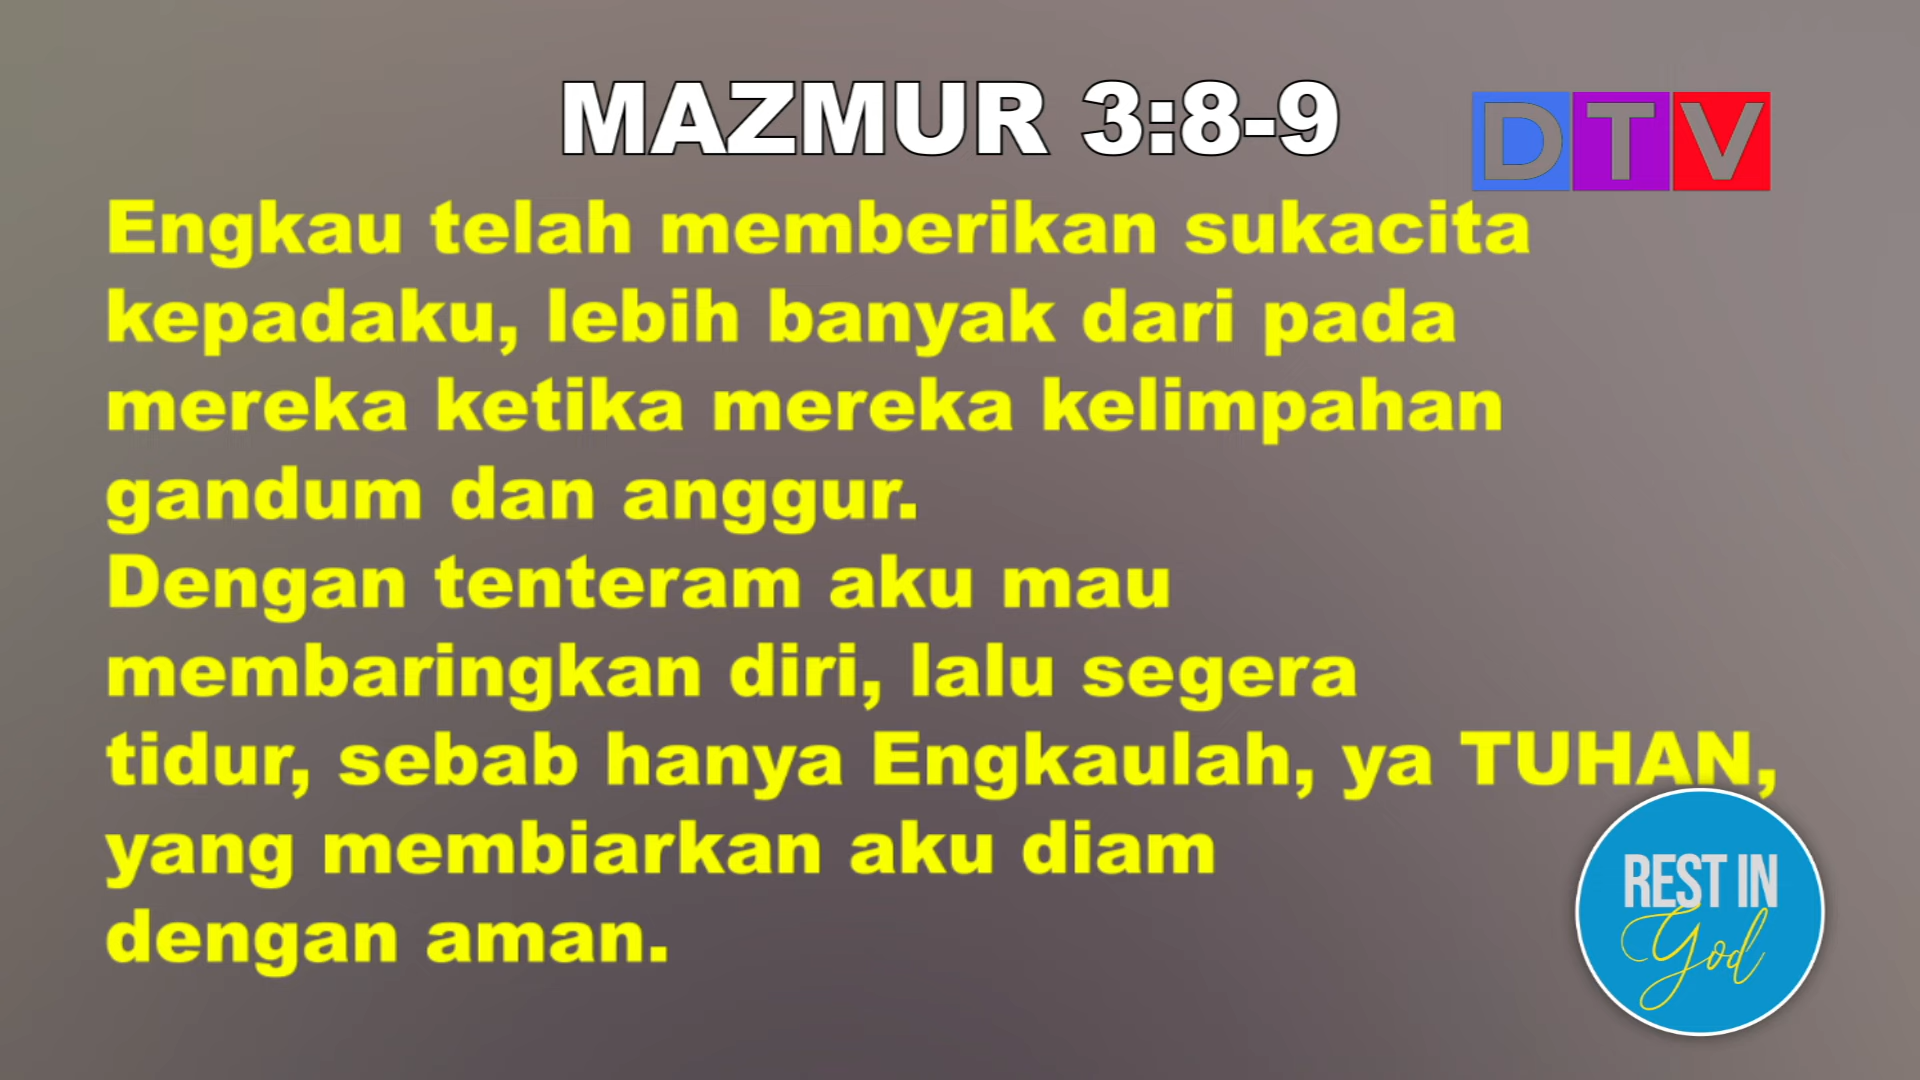 MAZMUR 3:8-9
DTV
Engkau telah memberikan sukacita
kepadaku, lebih banyak dari pada
mereka ketika mereka kelimpahan
gandum dan anggur.
Dengan tenteram aku mau
membaringkan diri, lalu segera
tidur, sebab hanya Engkaulah, ya TUHAN,
yang membiarkan aku diam
dengan aman.
REST IN
God